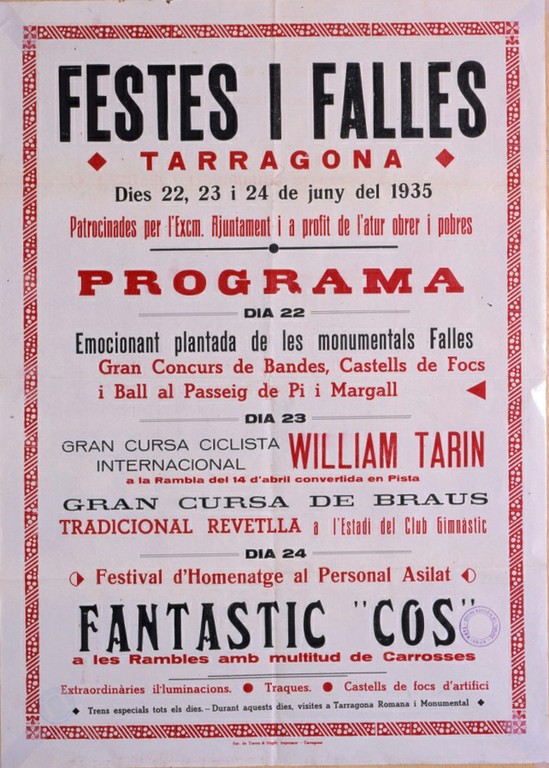 FESTES I FALLES
TARRAGONA
Dies 22, 23 i 24 de juny del 1935
Patrocinades per l'Excm. Ajuntament i a profit de l'atur obrer i pobres
PROGRAMA
DIA 22
Emocionant plantada de les monumentals Falles
Gran Concurs de Bandes, Castells de Focs
i Ball al Passeig de Pi i Margall
DIA 23
GRAN CURSA CICLISTA INTERNACIONAL WILLIAM TARIN
a la Rambla del 14 d'abril convertida en Pista
GRAN CURSA DE BRAUS
TRADICIONAL REVETLLA a l'Estadi del Club Gimnàstic
DIA 24
Festival d'Homenatge al Personal Asilat
FANTASTIC "COS"
a les Rambles amb multitud de Carrosses
Extraordinàries il·luminacions. ● Traques. ● Castells de focs d'artifici
Trens especials tots els dies. – Durant aquests dies, visites a Tarragona Romana i Monumental